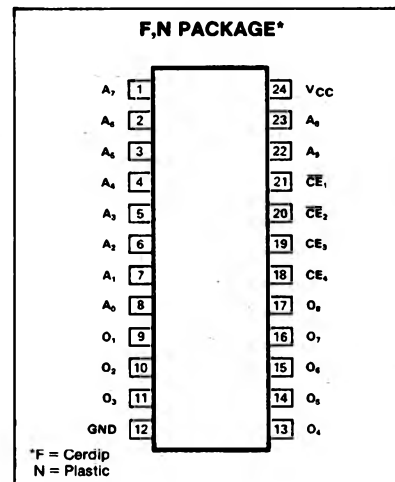 F,N PACKAGE*
A₇ 1 24 VCC
A₆ 2 23 A₈
A₅ 3 22 A₉
A₄ 4 21 C̅E̅₁
A₃ 5 20 C̅E̅₂
A₂ 6 19 CE₃
A₁ 7 18 CE₄
A₀ 8 17 O₈
O₁ 9 16 O₇
O₂ 10 15 O₆
O₃ 11 14 O₅
GND 12 13 O₄
*F = Cerdip
N = Plastic